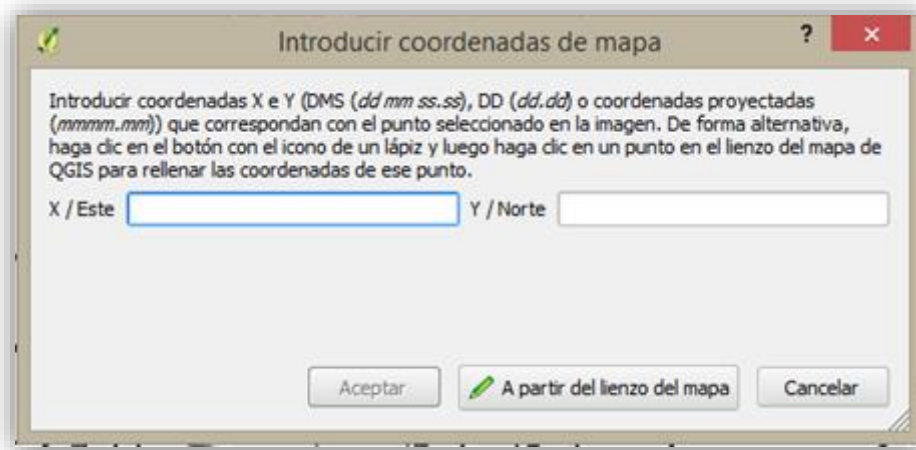 Introducir coordenadas de mapa
?
Introducir coordenadas X e Y (DMS (dd mm ss.ss), DD (dd.dd) o coordenadas proyectadas
(mmmm.mm)) que correspondan con el punto seleccionado en la imagen. De forma alternativa,
haga clic en el botón con el icono de un lápiz y luego haga clic en un punto en el lienzo del mapa de
QGIS para rellenar las coordenadas de ese punto.
X / Este Y / Norte
Aceptar A partir del lienzo del mapa Cancelar